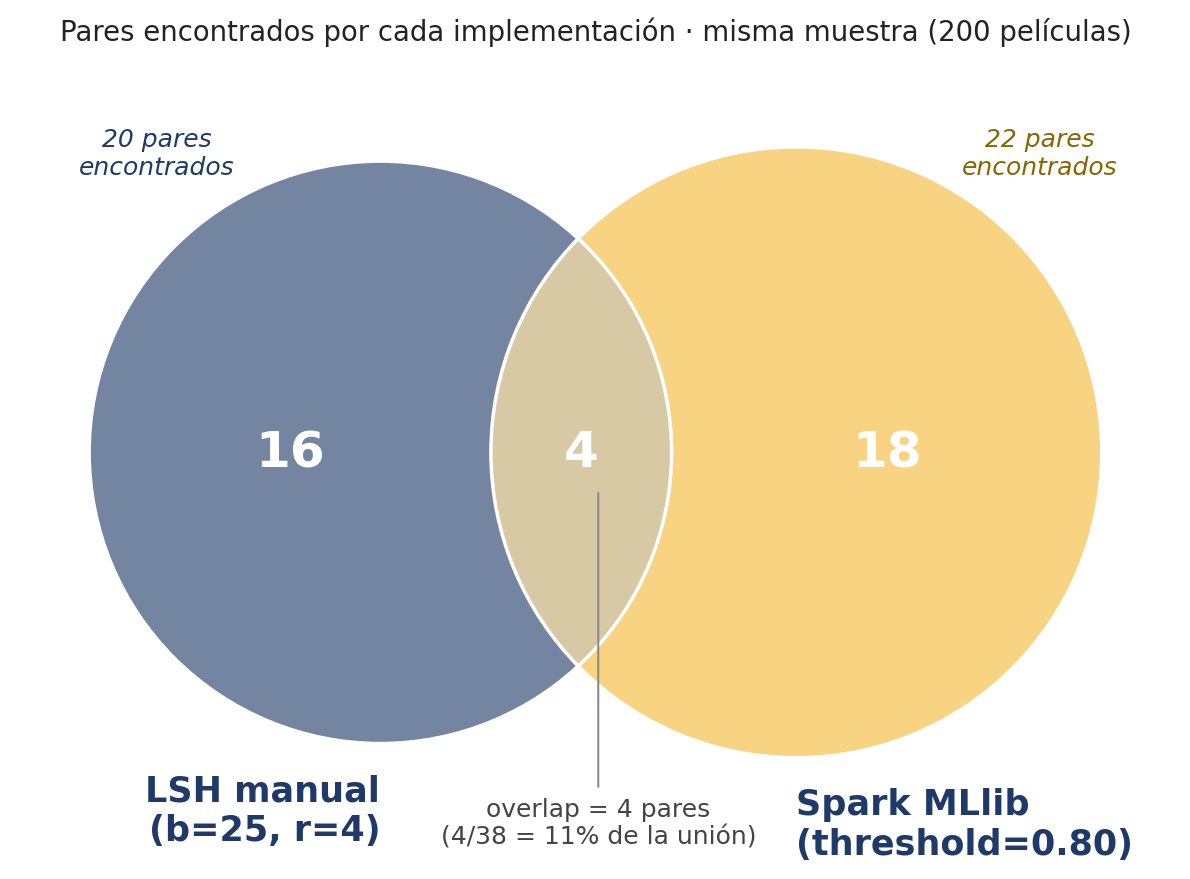 Pares encontrados por cada implementación · misma muestra (200 películas)
20 pares
encontrados
22 pares
encontrados
16
4
18
LSH manual
(b=25, r=4)
overlap = 4 pares
(4/38 = 11% de la unión)
Spark MLlib
(threshold=0.80)